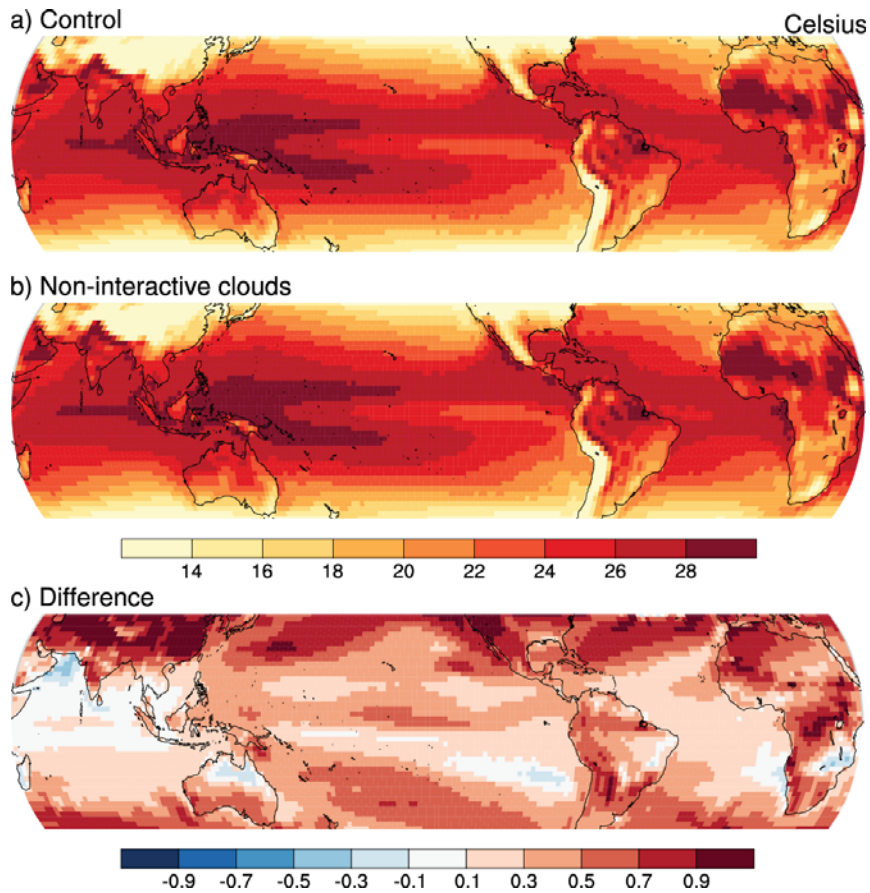 a) Control
Celsius
b) Non-interactive clouds
14 16 18 20 22 24 26 28
c) Difference
-0.9 -0.7 -0.5 -0.3 -0.1 0.1 0.3 0.5 0.7 0.9